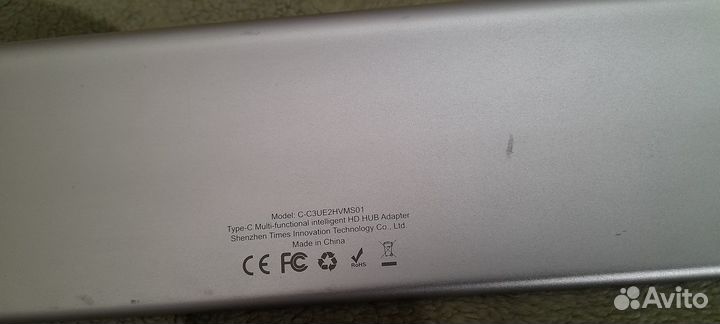 Model: C-C3UE2HVMS01
Type-C Multi-functional intelligent HD HUB Adapter
Shenzhen Times Innovation Technology Co., Ltd.
Made in China
CE FC RoHS
Avito